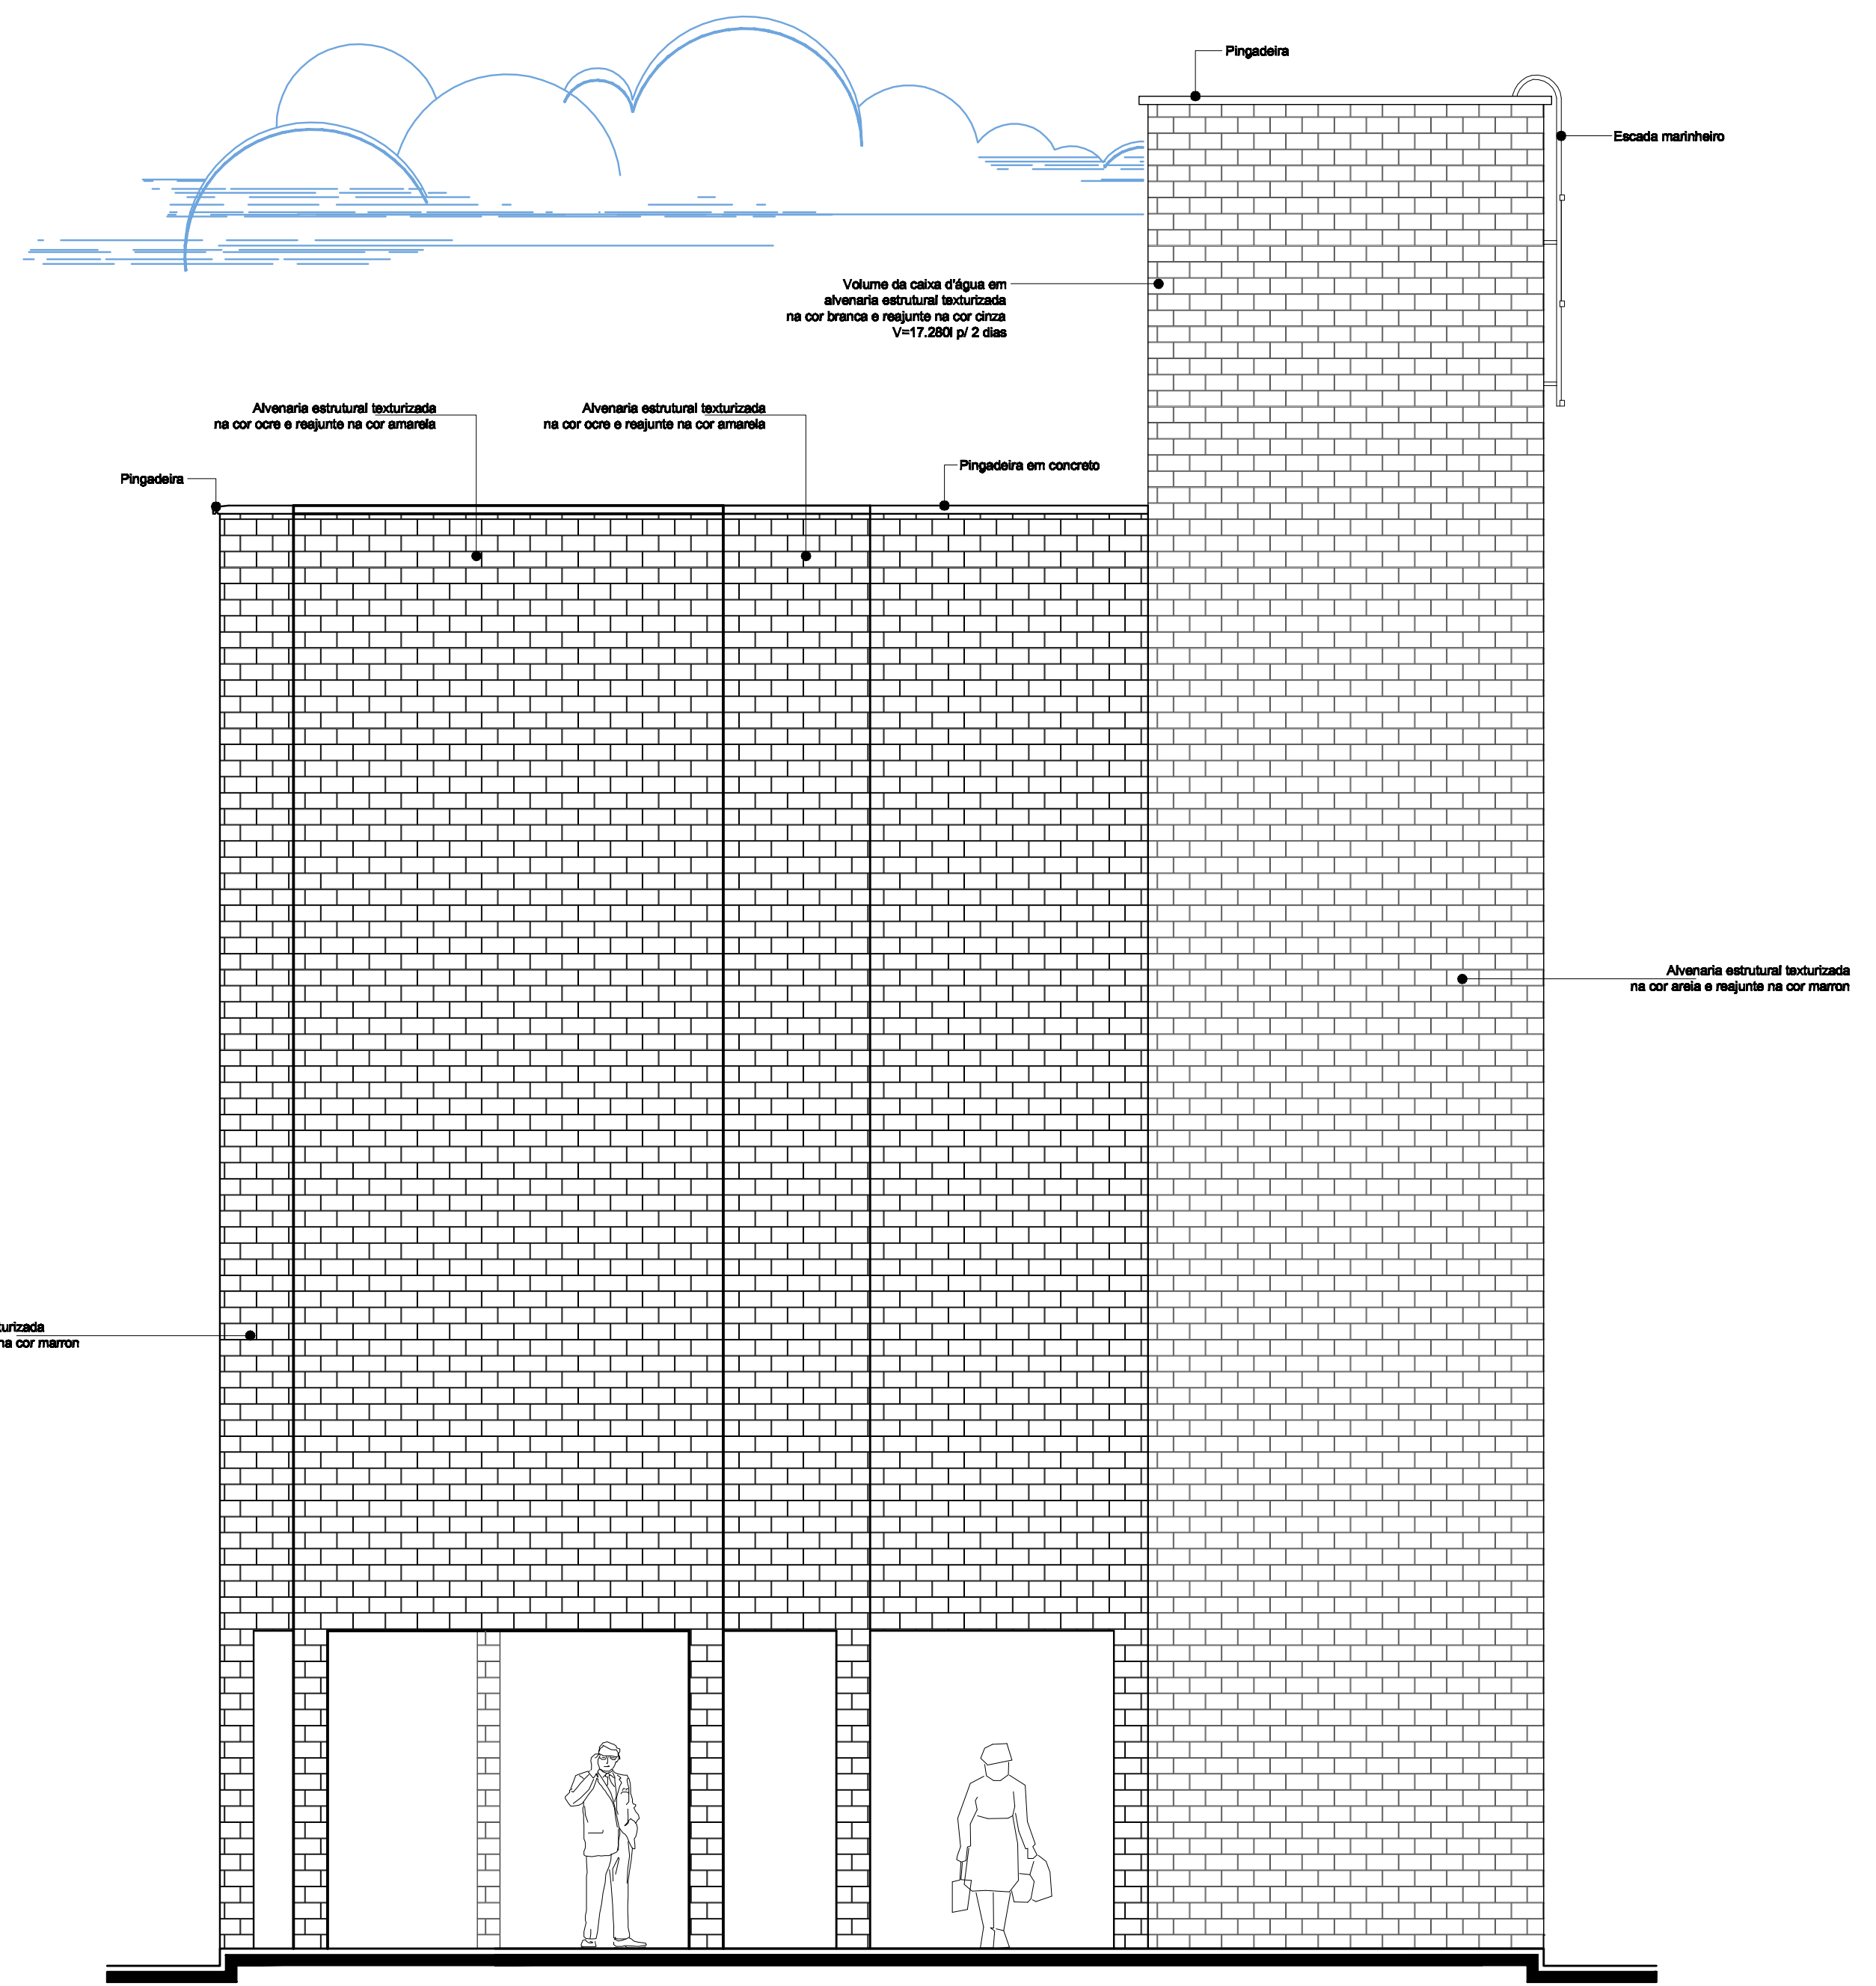 Pingadeira
Escada marinheiro
Volume da caixa d'água em
alvenaria estrutural texturizada
na cor branca e reajunte na cor cinza
V=17.280l p/ 2 dias
Alvenaria estrutural texturizada
na cor ocre e reajunte na cor amarela
Alvenaria estrutural texturizada
na cor ocre e reajunte na cor amarela
Pingadeira em concreto
Pingadeira
Alvenaria estrutural texturizada
na cor areia e reajunte na cor marron
turizada
na cor marron